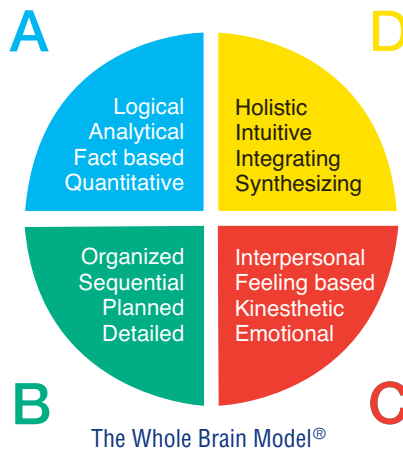 A
D
Logical
Analytical
Fact based
Quantitative
Holistic
Intuitive
Integrating
Synthesizing
Organized
Sequential
Planned
Detailed
Interpersonal
Feeling based
Kinesthetic
Emotional
B
C
The Whole Brain Model®